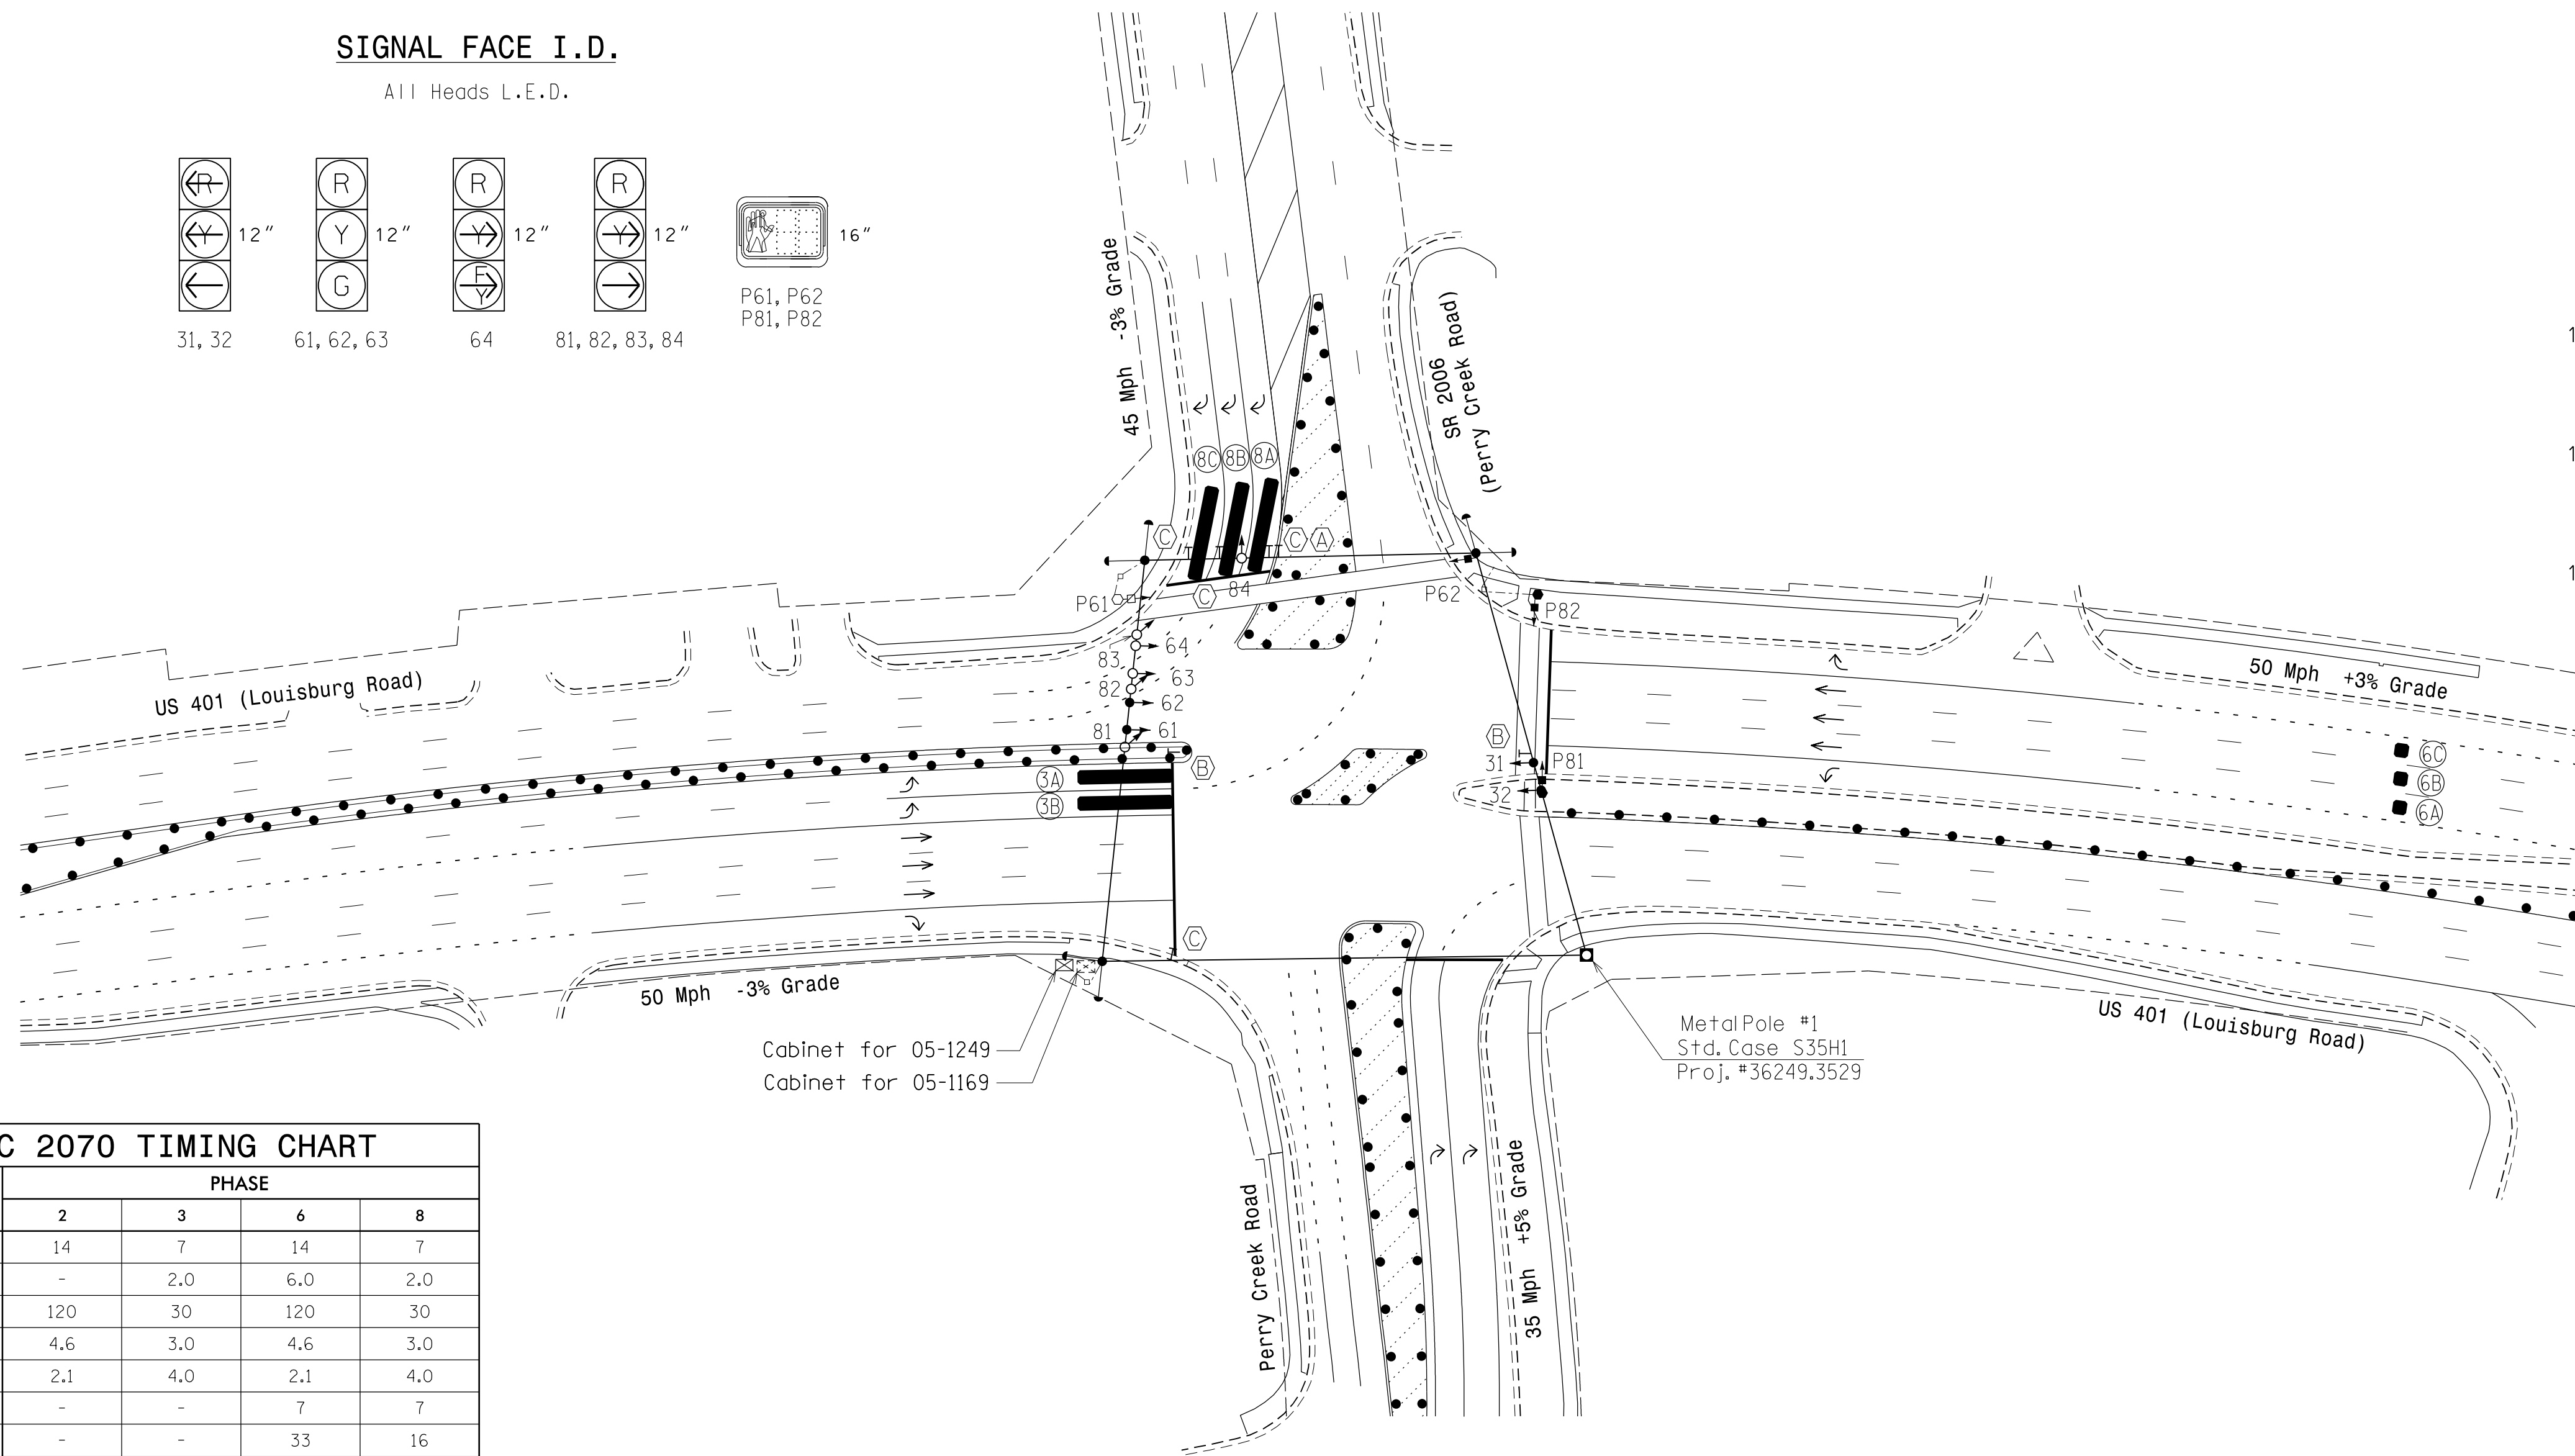 SIGNAL FACE I.D.
All Heads L.E.D.
R R R R
Y 12" Y 12" Y 12" Y 12" 16"
G F Y
31, 32 61, 62, 63 64 81, 82, 83, 84
P61, P62
P81, P82
45 Mph -3% Grade
SR 2006
(Perry Creek Road)
8C 8B 8A
C C A
P61 C 84 P62 P82
83 64
82 63
62
81 61
US 401 (Louisburg Road)
50 Mph +3% Grade
3A B
3B
B
31 P81
32
6C
6B
6A
C
50 Mph -3% Grade
Cabinet for 05-1249
Cabinet for 05-1169
Metal Pole #1
Std. Case S35H1
Proj. #36249.3529
US 401 (Louisburg Road)
Perry Creek Road
35 Mph +5% Grade
C 2070 TIMING CHART
PHASE
2 3 6 8
14 7 14 7
- 2.0 6.0 2.0
120 30 120 30
4.6 3.0 4.6 3.0
2.1 4.0 2.1 4.0
- - 7 7
- - 33 16
1
1
1